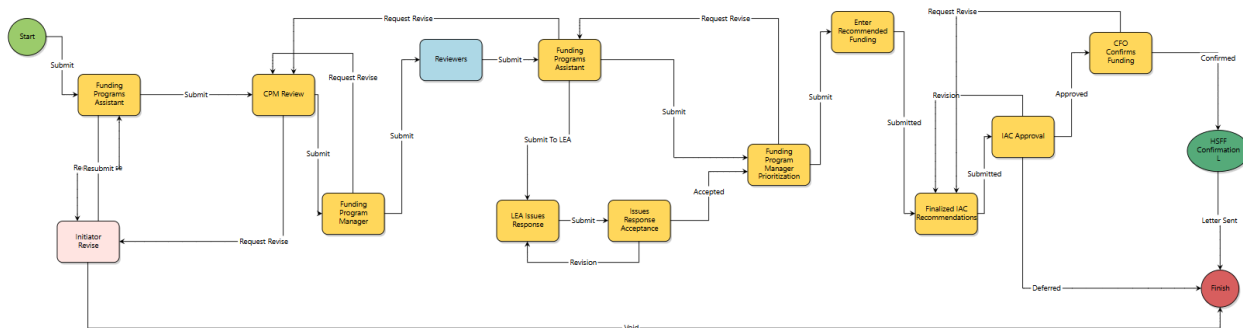 Start
Submit
Funding
Programs
Assistant
Submit
Resubmit
Initiator
Revise
Void
Request Revise
CPM Review
Submit
Request Revise
Request Revise
Funding
Program
Manager
Submit
Reviewers
Submit
Funding
Programs
Assistant
Request Revise
Submit To LEA
Submit
LEA Issues
Response
Submit
Issues
Response
Acceptance
Revision
Accepted
Funding
Program
Manager
Prioritization
Submit
Enter
Recommended
Funding
Submitted
Finalized IAC
Recommendations
Submitted
Revision
Request Revise
IAC Approval
Approved
Deferred
CFO
Confirms
Funding
Confirmed
HSFF
Confirmation
L
Letter Sent
Finish